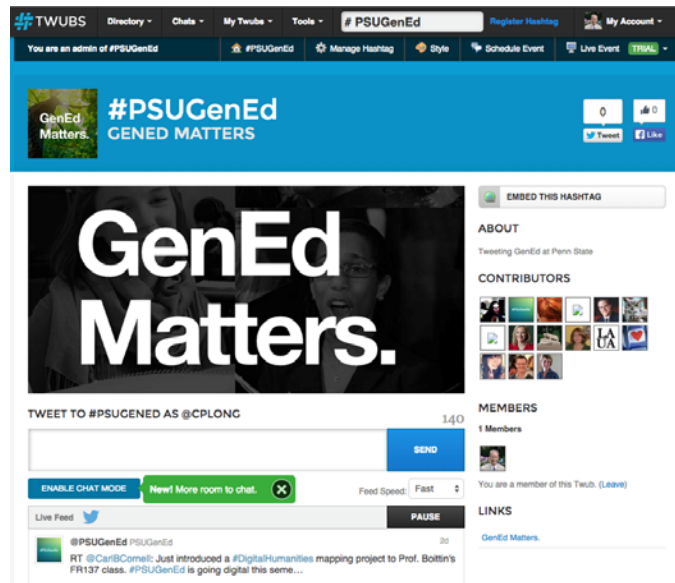 #TWUBS Directory Chats My Twubs Tools # PSUGenEd Register Hashtag My Account
You are an admin of #PSUGenEd #PSUGenEd Manage Hashtag Style Schedule Event Live Event TRIAL
GenEd
Matters.
#PSUGenEd
GENED MATTERS
0 0
Tweet Like
GenEd
Matters.
EMBED THIS HASHTAG
ABOUT
Tweeting GenEd at Penn State
CONTRIBUTORS
LA
UA
TWEET TO #PSUGENED AS @CPLONG
140
SEND
ENABLE CHAT MODE New! More room to chat. Feed Speed: Fast
Live Feed PAUSE
@PSUGenEd PSUGenEd 2d
RT @CarlBCornell: Just introduced a #DigitalHumanities mapping project to Prof. Boittin's
FR137 class. #PSUGenEd is going digital this seme…
MEMBERS
1 Members
You are a member of this Twub. (Leave)
LINKS
GenEd Matters.